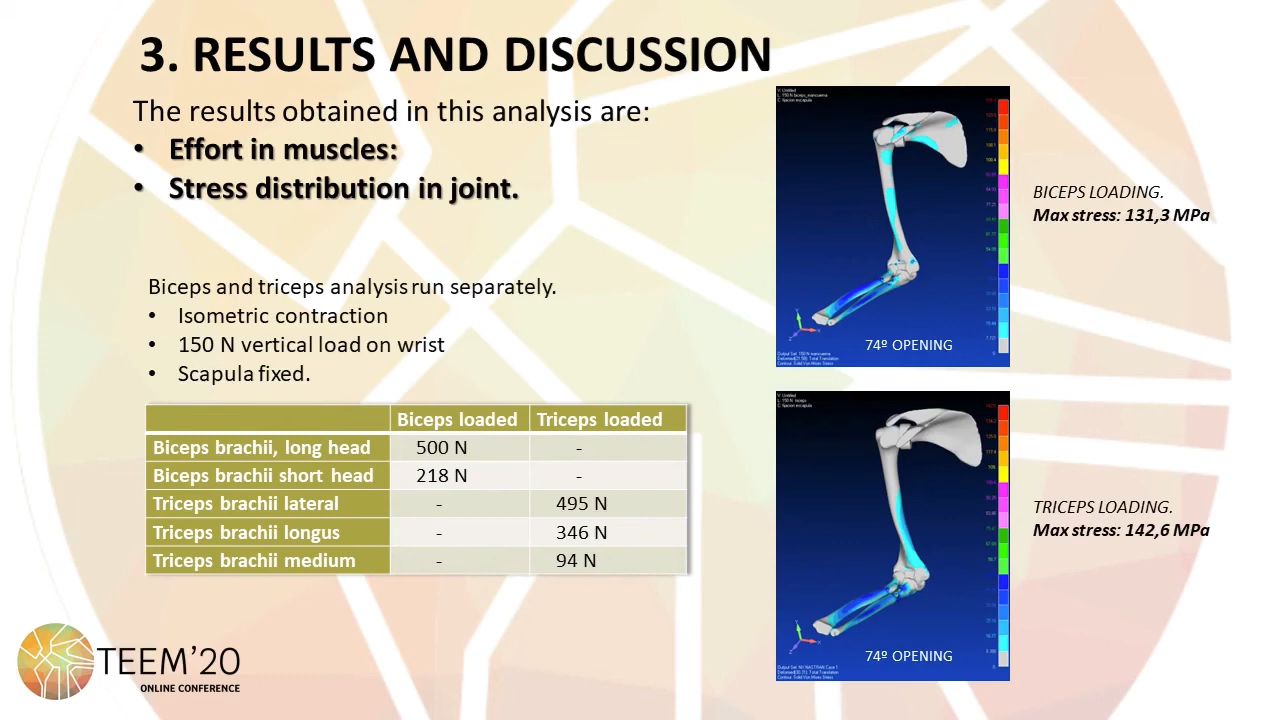 3. RESULTS AND DISCUSSION
The results obtained in this analysis are:
• Effort in muscles:
• Stress distribution in joint.
Biceps and triceps analysis run separately.
• Isometric contraction
• 150 N vertical load on wrist
• Scapula fixed.
Biceps loaded Triceps loaded
Biceps brachii, long head 500 N -
Biceps brachii short head 218 N -
Triceps brachii lateral - 495 N
Triceps brachii longus - 346 N
Triceps brachii medium - 94 N
74º OPENING
BICEPS LOADING.
Max stress: 131,3 MPa
74º OPENING
TRICEPS LOADING.
Max stress: 142,6 MPa
TEEM’20
ONLINE CONFERENCE